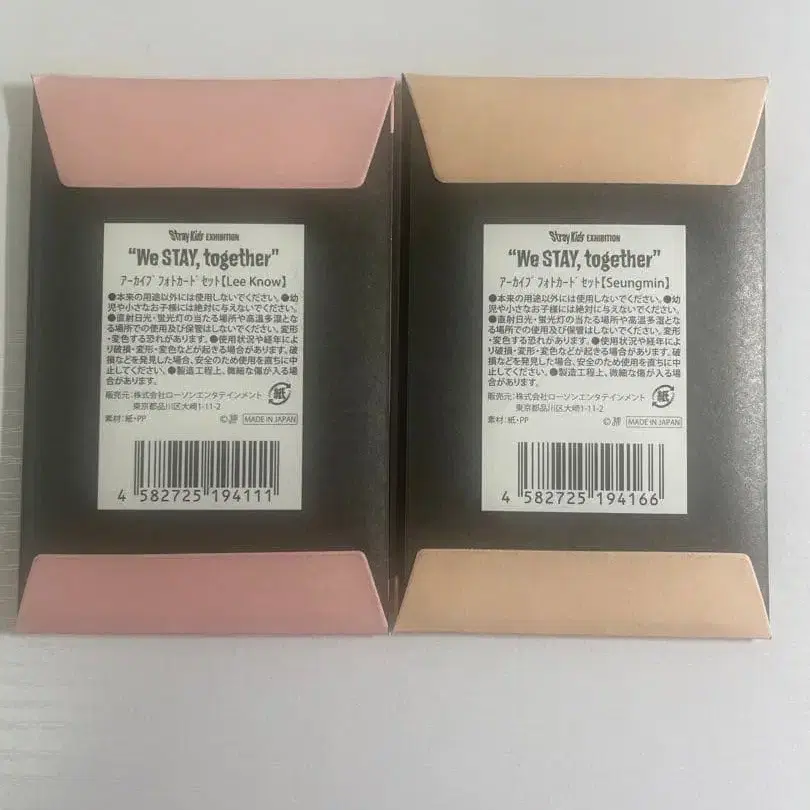 Stray Kids EXHIBITION
"We STAY, together"
アーカイブ フォトカード セット【Lee Know】
●本来の用途以外には使用しないでください。●幼
児や小さなお子様には絶対に与えないでください。
●直射日光・蛍光灯の当たる場所や高温多湿とな
る場所での使用及び保管はしないでください。変形
・変色する恐れがあります。●使用状況や経年によ
り破損・変形・変色などが起きる場合があります。破
損などを発見した場合、安全のため使用を直ちに中
止してください。●製造工程上、微細な傷が入る場
合があります。
販売元：株式会社ローソンエンタテインメント
東京都品川区大崎1-11-2
紙
素材：紙・PP
©
MADE IN JAPAN
4 582725 194111
Stray Kids EXHIBITION
"We STAY, together"
アーカイブ フォトカード セット【Seungmin】
●本来の用途以外には使用しないでください。●幼
児や小さなお子様には絶対に与えないでください。
●直射日光・蛍光灯の当たる場所や高温多湿とな
る場所での使用及び保管はしないでください。変形
・変色する恐れがあります。●使用状況や経年によ
り破損・変形・変色などが起きる場合があります。破
損などを発見した場合、安全のため使用を直ちに中
止してください。●製造工程上、微細な傷が入る場
合があります。
販売元：株式会社ローソンエンタテインメント
東京都品川区大崎1-11-2
紙
素材：紙・PP
©
MADE IN JAPAN
4 582725 194166